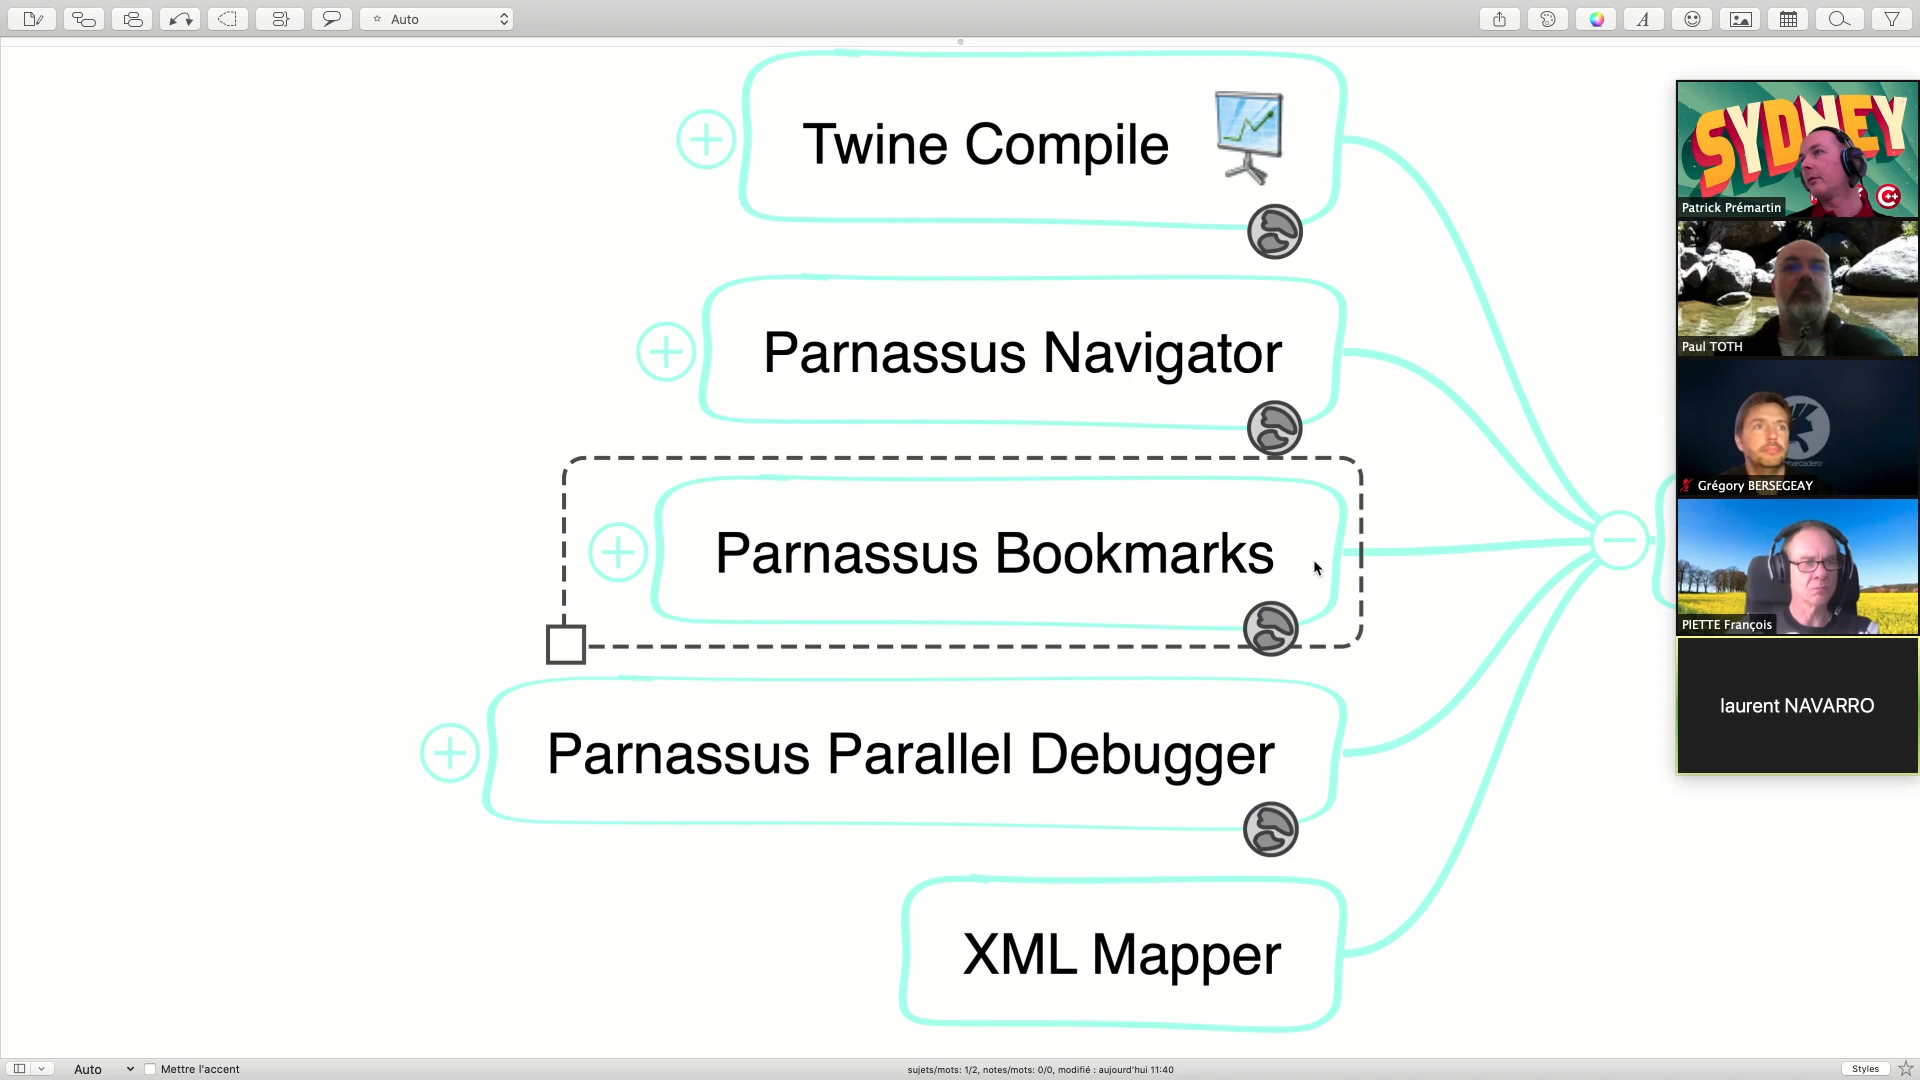 Auto
Twine Compile
SYDNEY
Patrick Prémartin
Parnassus Navigator
Paul TOTH
Grégory BERSEGEAY
Parnassus Bookmarks
PIETTE François
laurent NAVARRO
Parnassus Parallel Debugger
XML Mapper
Auto
Mettre l'accent
sujets/mots: 1/2, notes/mots: 0/0, modifié : aujourd'hui 11:40
Styles